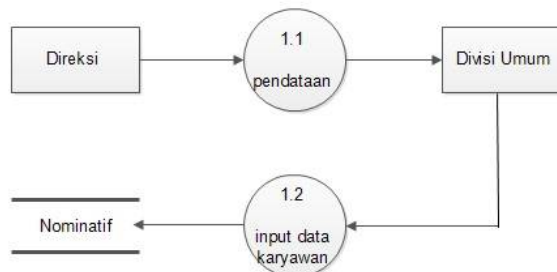 Direksi
1.1
pendataan
Divisi Umum
Nominatif
1.2
input data
karyawan